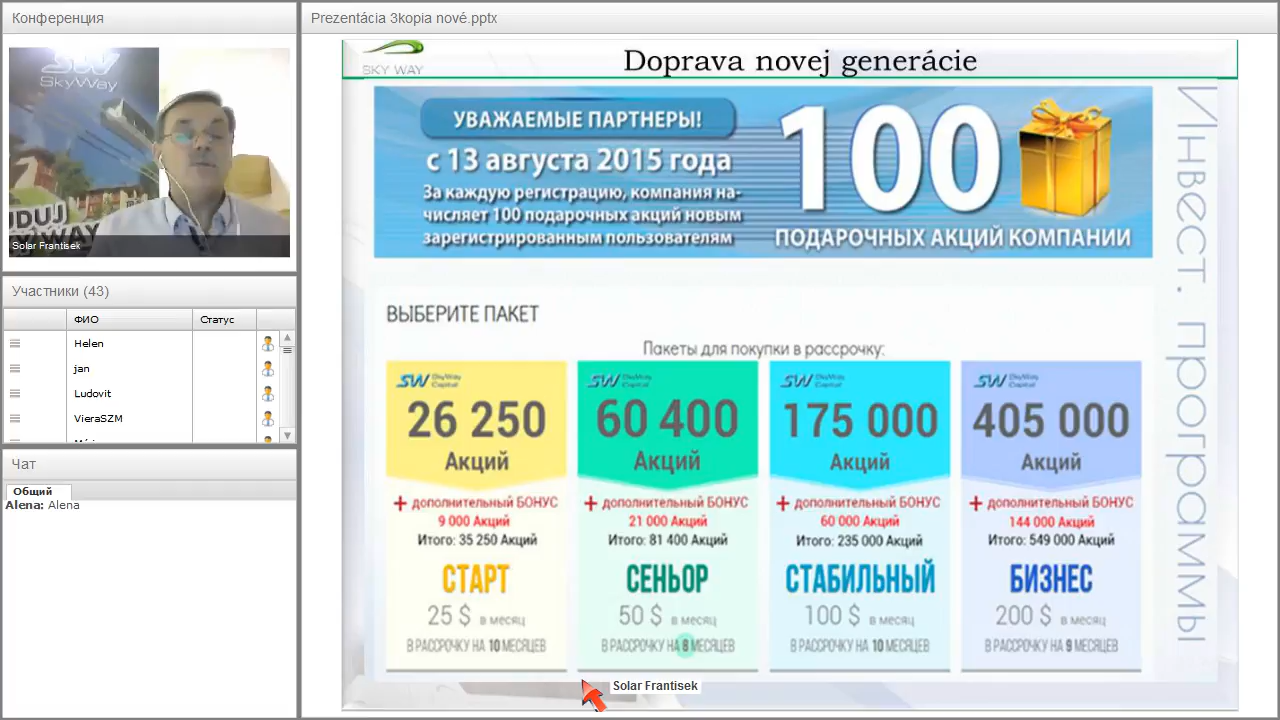 Конференция
SW
SkyWay
Solar Frantisek
Участники (43)
ФИО
Статус
Helen
jan
Ludovit
VieraSZM
Чат
Общий
Alena: Alena
Prezentácia 3kopia nové.pptx
SKY WAY
Doprava novej generácie
УВАЖАЕМЫЕ ПАРТНЕРЫ!
с 13 августа 2015 года
За каждую регистрацию, компания на-
числяет 100 подарочных акций новым
зарегистрированным пользователям
100
ПОДАРОЧНЫХ АКЦИЙ КОМПАНИИ
Инвест. программы
ВЫБЕРИТЕ ПАКЕТ
Пакеты для покупки в рассрочку:
SW SkyWay Capital
26 250
Акций
+ дополнительный БОНУС
9 000 Акций
Итого: 35 250 Акций
СТАРТ
25 $ в месяц
В РАССРОЧКУ НА 10 МЕСЯЦЕВ
SW SkyWay Capital
60 400
Акций
+ дополнительный БОНУС
21 000 Акций
Итого: 81 400 Акций
СЕНЬОР
50 $ в месяц
В РАССРОЧКУ НА 8 МЕСЯЦЕВ
SW SkyWay Capital
175 000
Акций
+ дополнительный БОНУС
60 000 Акций
Итого: 235 000 Акций
СТАБИЛЬНЫЙ
100 $ в месяц
В РАССРОЧКУ НА 10 МЕСЯЦЕВ
SW SkyWay Capital
405 000
Акций
+ дополнительный БОНУС
144 000 Акций
Итого: 549 000 Акций
БИЗНЕС
200 $ в месяц
В РАССРОЧКУ НА 9 МЕСЯЦЕВ
Solar Frantisek